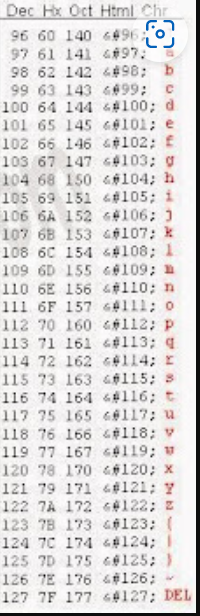 Dec Hx Oct Html Chr
96 60 140 &#96;
97 61 141 &#97; a
98 62 142 &#98; b
99 63 143 &#99; c
100 64 144 &#100; d
101 65 145 &#101; e
102 66 146 &#102; f
103 67 147 &#103; g
104 68 150 &#104; h
105 69 151 &#105; i
106 6A 152 &#106; j
107 6B 153 &#107; k
108 6C 154 &#108; l
109 6D 155 &#109; m
110 6E 156 &#110; n
111 6F 157 &#111; o
112 70 160 &#112; p
113 71 161 &#113; q
114 72 162 &#114; r
115 73 163 &#115; s
116 74 164 &#116; t
117 75 165 &#117; u
118 76 166 &#118; v
119 77 167 &#119; w
120 78 170 &#120; x
121 79 171 &#121; y
122 7A 172 &#122; z
123 7B 173 &#123; {
124 7C 174 &#124; |
125 7D 175 &#125; }
126 7E 176 &#126; ~
127 7F 177 &#127; DEL